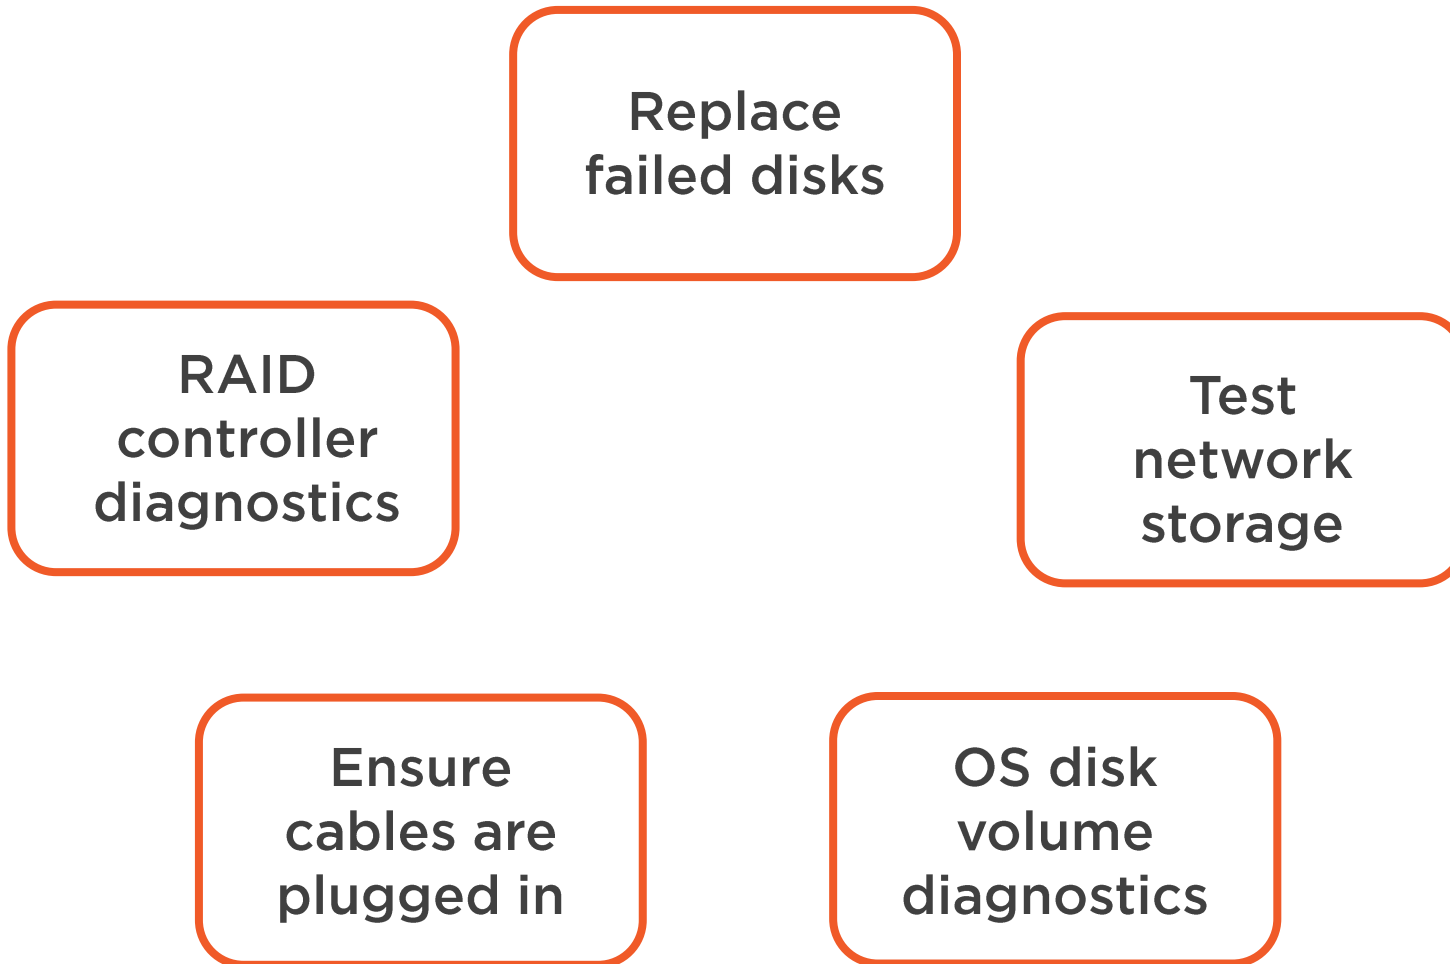 Replace
failed disks
RAID
controller
diagnostics
Test
network
storage
Ensure
cables are
plugged in
OS disk
volume
diagnostics